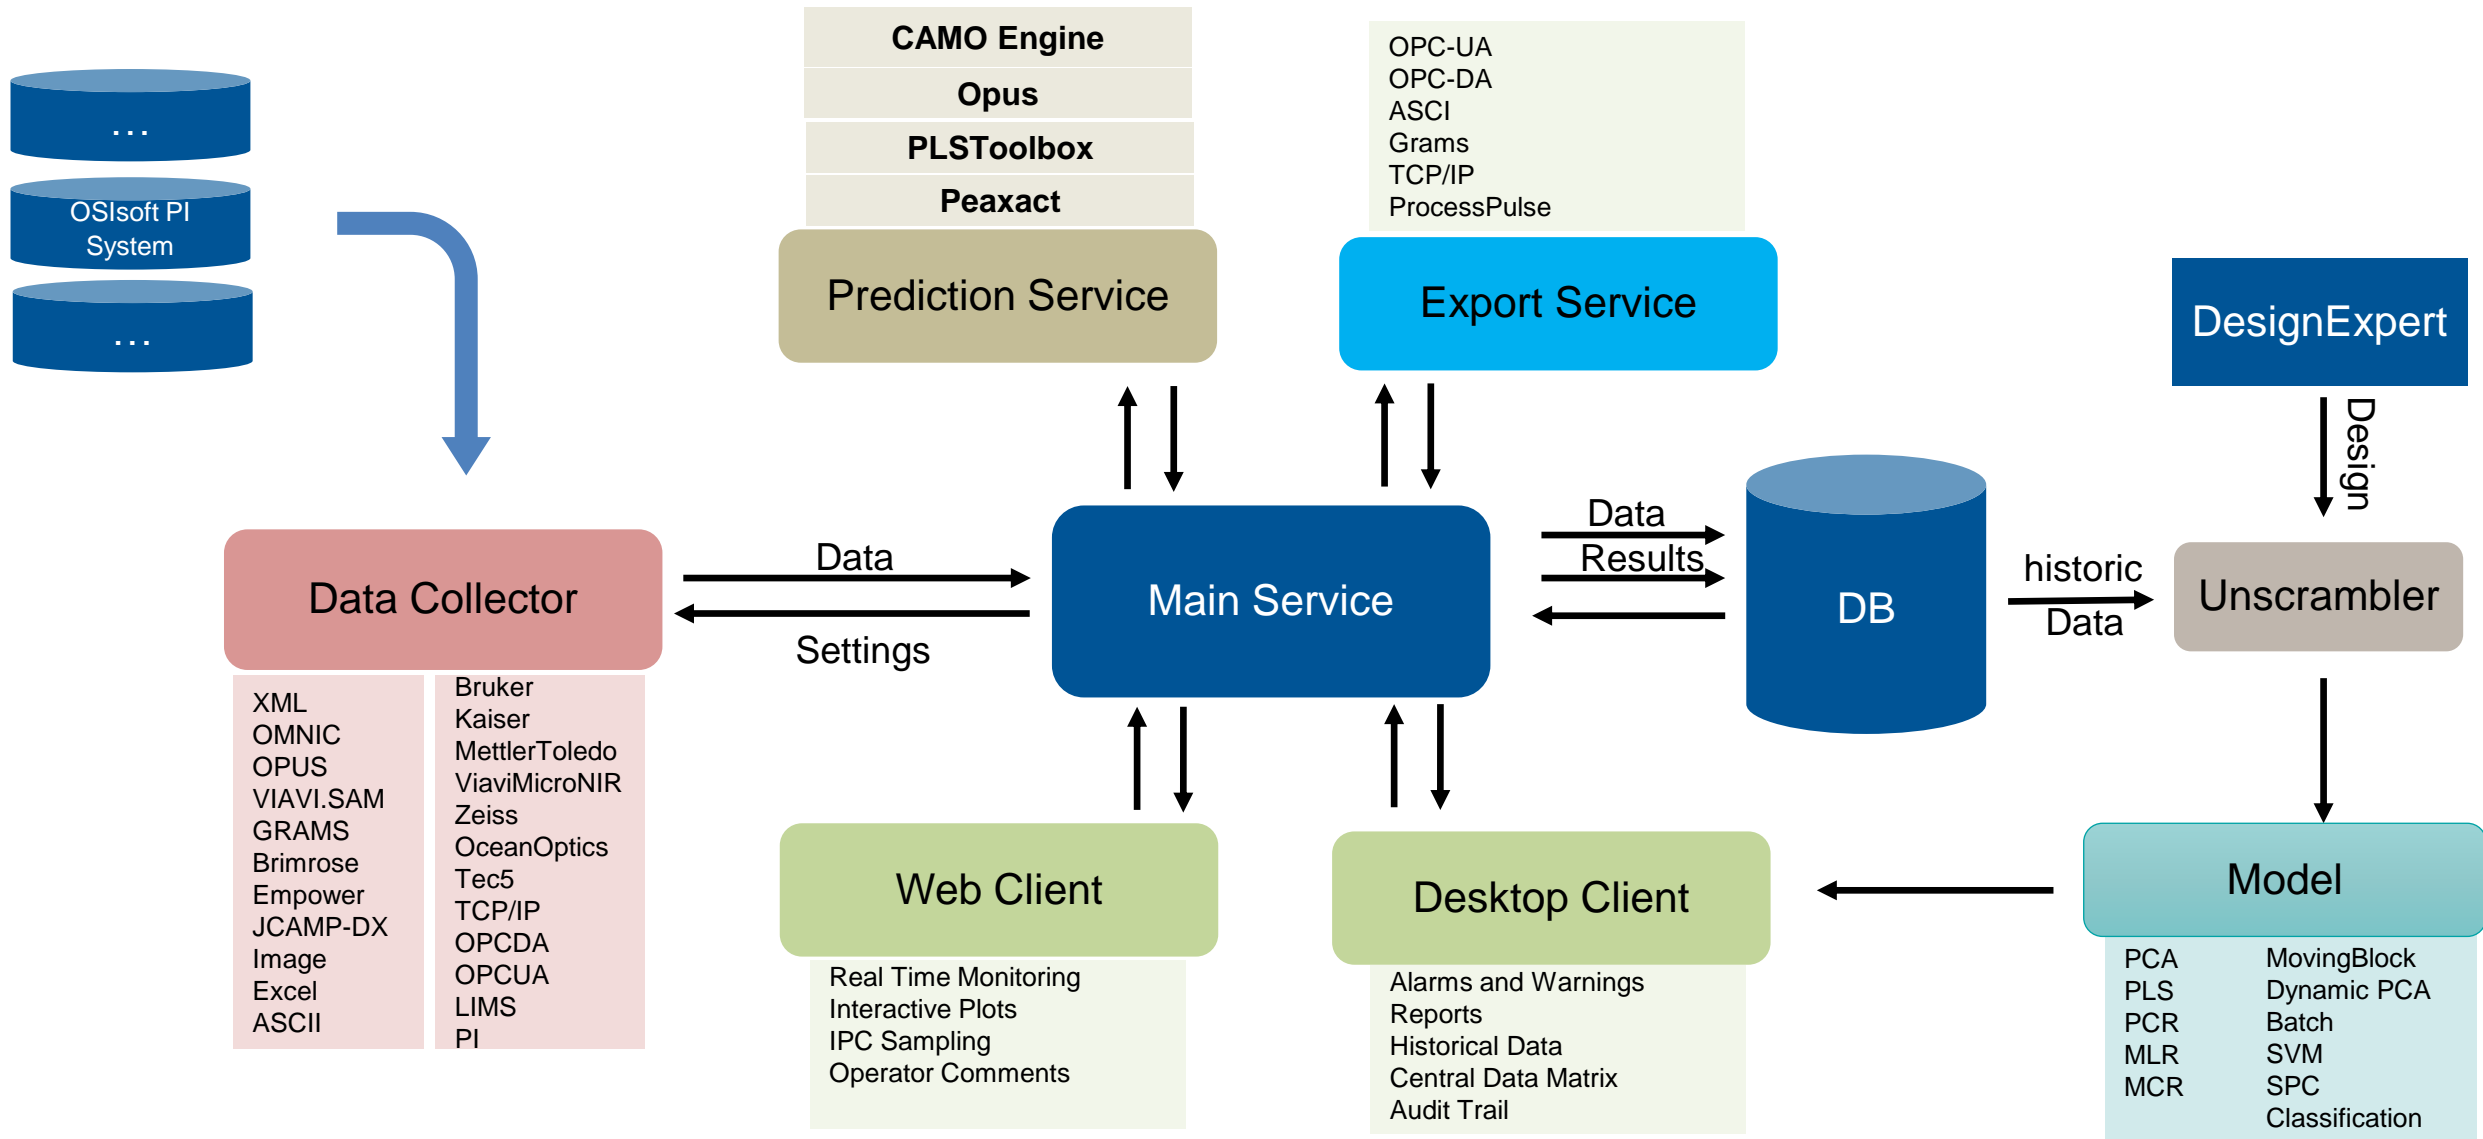 ...
OSIsoft PI
System
...
CAMO Engine
Opus
PLSToolbox
Peaxact
Prediction Service
OPC-UA
OPC-DA
ASCI
Grams
TCP/IP
ProcessPulse
Export Service
DesignExpert
Design
Data Collector
Data
Settings
Main Service
Data
Results
DB
historic
Data
Unscrambler
XML
OMNIC
OPUS
VIAVI.SAM
GRAMS
Brimrose
Empower
JCAMP-DX
Image
Excel
ASCII
Bruker
Kaiser
MettlerToledo
ViaviMicroNIR
Zeiss
OceanOptics
Tec5
TCP/IP
OPCDA
OPCUA
LIMS
PI
Web Client
Real Time Monitoring
Interactive Plots
IPC Sampling
Operator Comments
Desktop Client
Alarms and Warnings
Reports
Historical Data
Central Data Matrix
Audit Trail
Model
PCA
PLS
PCR
MLR
MCR
MovingBlock
Dynamic PCA
Batch
SVM
SPC
Classification